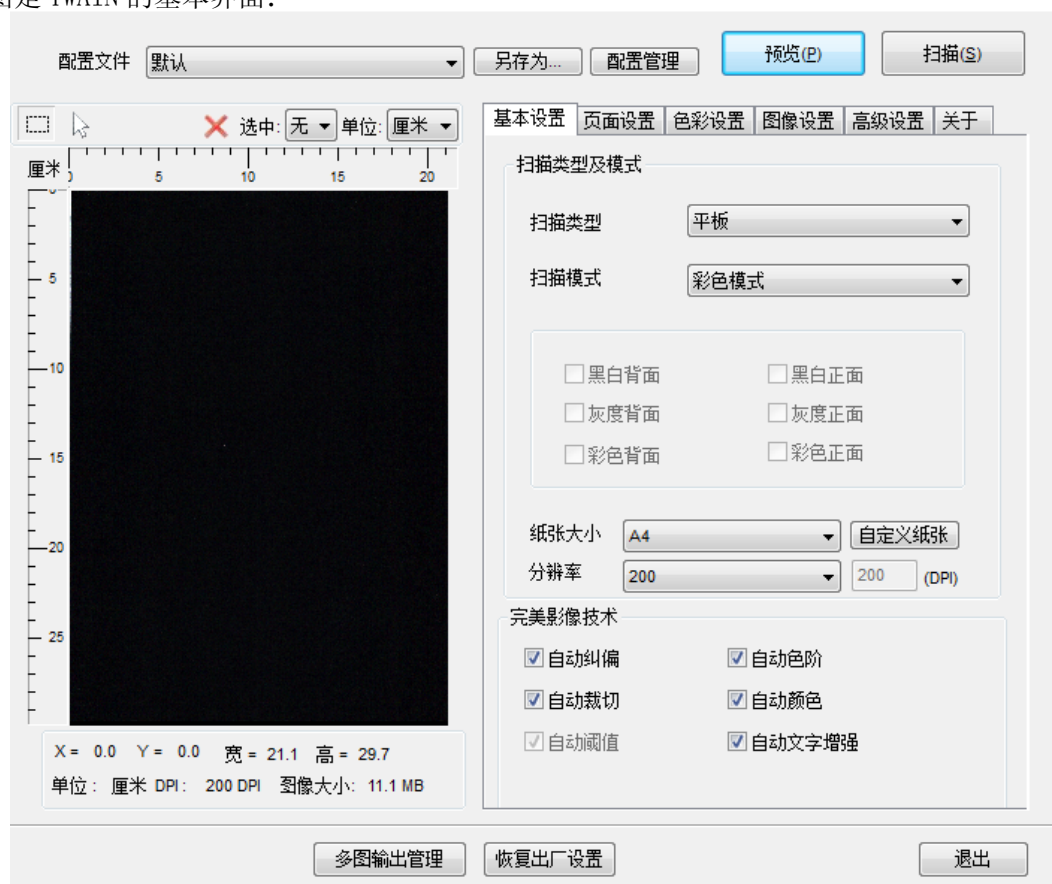 TWAIN 的基本界面:
配置文件 默认 另存为... 配置管理 预览(P) 扫描(S)
选中: 无 单位: 厘米
基本设置 页面设置 色彩设置 图像设置 高级设置 关于
厘米 0 5 10 15 20
5
10
15
20
25
扫描类型及模式
扫描类型 平板
扫描模式 彩色模式
黑白背面 黑白正面
灰度背面 灰度正面
彩色背面 彩色正面
纸张大小 A4 自定义纸张
分辨率 200 200 (DPI)
完美影像技术
自动纠偏 自动色阶
自动裁切 自动颜色
自动阈值 自动文字增强
X = 0.0 Y = 0.0 宽 = 21.1 高 = 29.7
单位: 厘米 DPI: 200 DPI 图像大小: 11.1 MB
多图输出管理 恢复出厂设置 退出